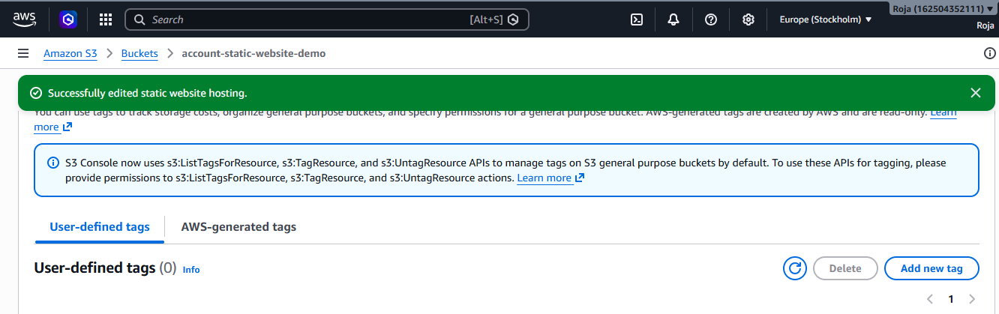 aws
Search
[Alt+S]
Europe (Stockholm)
Roja (162504352111)
Roja
Amazon S3
Buckets
account-static-website-demo
Successfully edited static website hosting.
You can use tags to track storage costs, organize general purpose buckets, and specify permissions for a general purpose bucket. AWS-generated tags are created by AWS and are read-only. Learn
more
S3 Console now uses s3:ListTagsForResource, s3:TagResource, and s3:UntagResource APIs to manage tags on S3 general purpose buckets by default. To use these APIs for tagging, please
provide permissions to s3:ListTagsForResource, s3:TagResource, and s3:UntagResource actions. Learn more
User-defined tags
AWS-generated tags
User-defined tags (0) Info
Delete
Add new tag
1